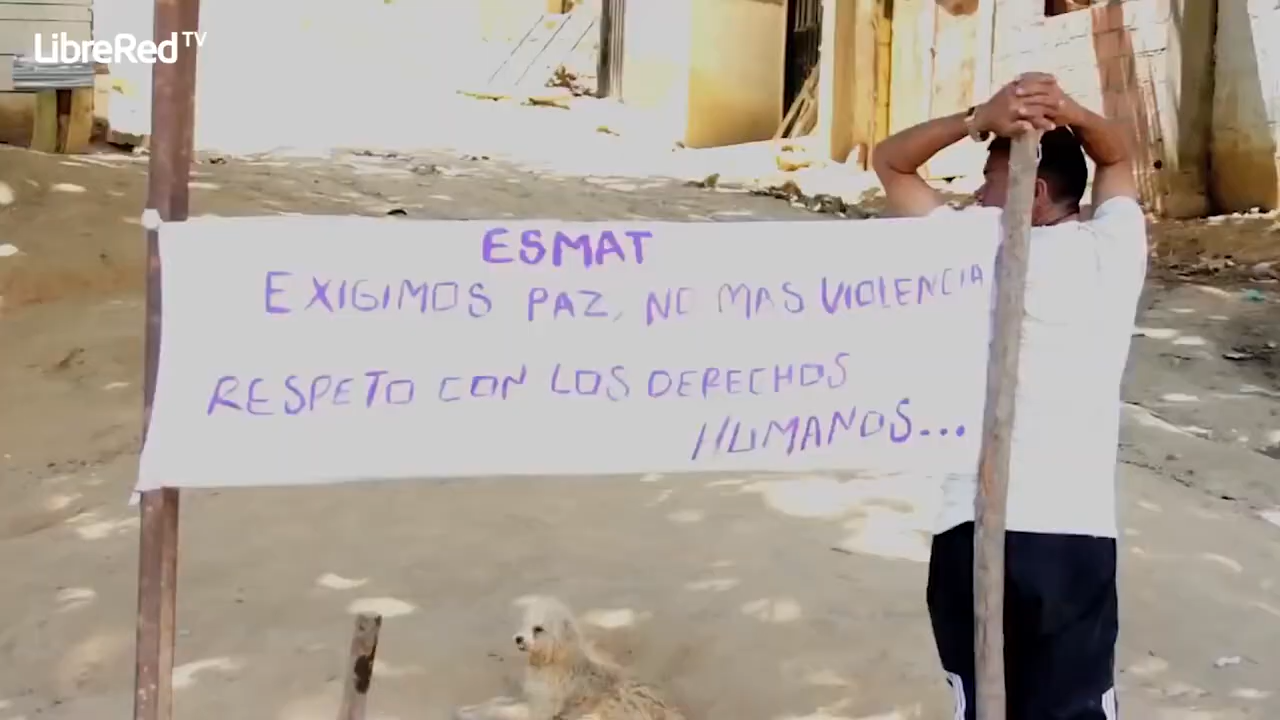 LibreRed TV
ESMAT
EXIGIMOS PAZ, NO MAS VIOLENCIA
RESPETO CON LOS DERECHOS
HUMANOS...